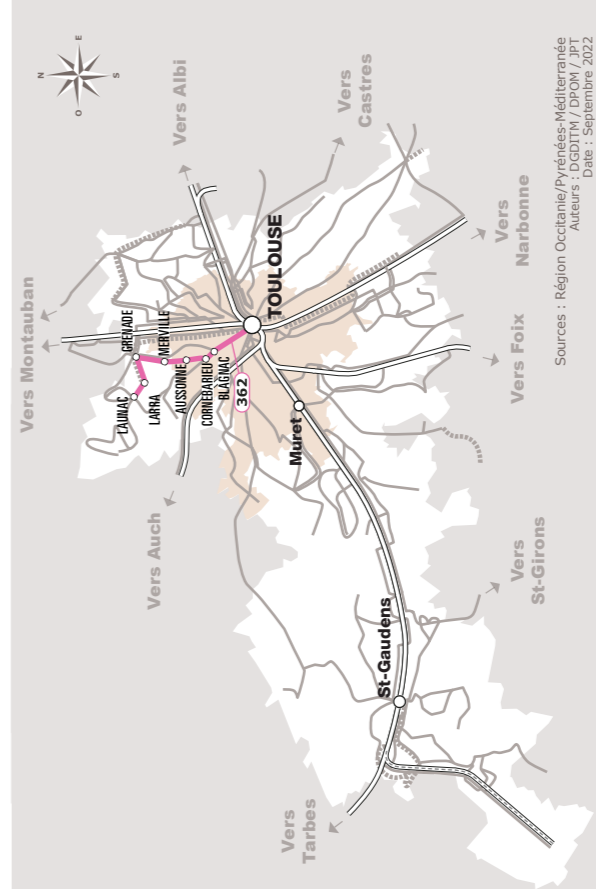 N
E
S
O
Vers Montauban
Vers Albi
Vers
Castres
Vers Auch
LAUNAC
LARRA
GRENADE
MERVILLE
AUSSONNE
CORNEBARIEU
BLAGNAC
362
TOULOUSE
Muret
Vers
Narbonne
Vers Foix
Vers
St-Girons
St-Gaudens
Vers
Tarbes
Sources : Région Occitanie/Pyrénées-Méditerranée
Auteurs : DGDITM / DPOM / JPT
Date : Septembre 2022